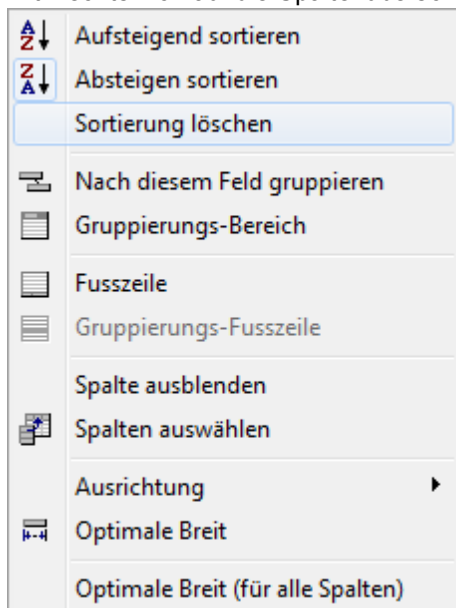 Aufsteigend sortieren
Absteigen sortieren
Sortierung löschen
Nach diesem Feld gruppieren
Gruppierungs-Bereich
Fusszeile
Gruppierungs-Fusszeile
Spalte ausblenden
Spalten auswählen
Ausrichtung
Optimale Breit
Optimale Breit (für alle Spalten)